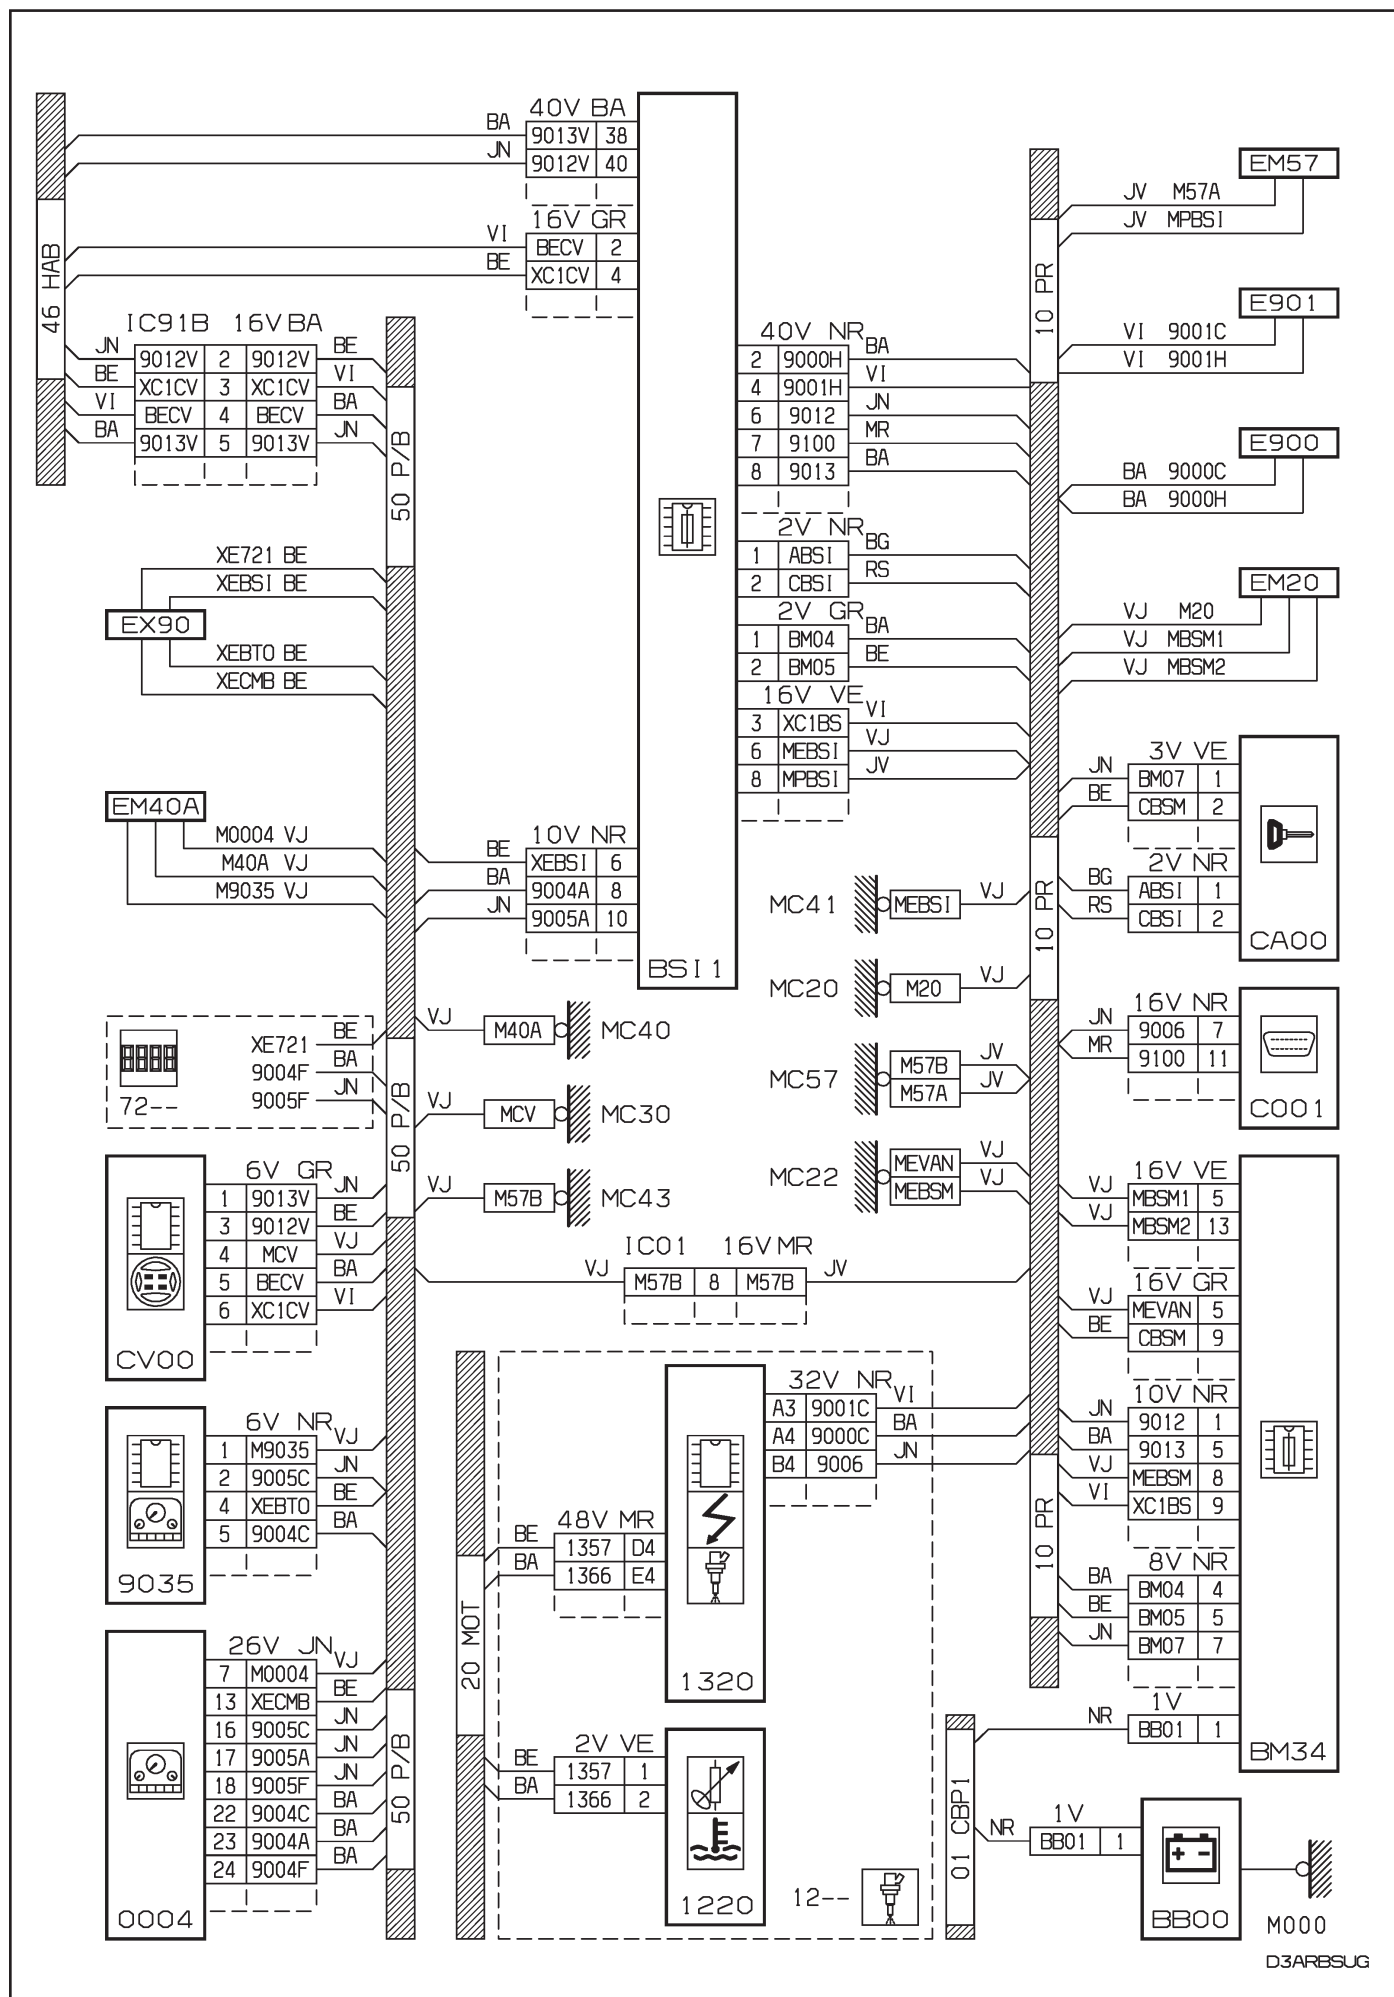 40V BA
BA 9013V 38
JN 9012V 40
16V GR
VI BECV 2
BE XC1CV 4
46 HAB
IC91B 16V BA
JN 9012V 2 9012V BE
BE XC1CV 3 XC1CV VI
VI BECV 4 BECV BA
BA 9013V 5 9013V JN
50 P/B
XE721 BE
XEBSI BE
EX90
XEBTO BE
XECMB BE
EM40A
M0004 VJ
M40A VJ
M9035 VJ
10V NR
BE XEBSI 6
BA 9004A 8
JN 9005A 10
BSI1
40V NR
2 9000H BA
4 9001H VI
6 9012 JN
7 9100 MR
8 9013 BA
2V NR
1 ABSI BG
2 CBSI RS
2V GR
1 BM04 BA
2 BM05 BE
16V VE
3 XC1BS VI
6 MEBSI VJ
8 MPBSI JV
10 PR
EM57
JV M57A
JV MPBSI
E901
VI 9001C
VI 9001H
E900
BA 9000C
BA 9000H
EM20
VJ M20
VJ MBSM1
VJ MBSM2
3V VE
JN BM07 1
BE CBSM 2
2V NR
BG ABSI 1
RS CBSI 2
CA00
10 PR
MC41 MEBSI VJ
MC20 M20 VJ
MC57 M57B JV
M57A JV
MC22 MEVAN VJ
MEBSM VJ
16V NR
JN 9006 7
MR 9100 11
C001
XE721 BE
9004F BA
9005F JN
72--
50 P/B
VJ M40A MC40
VJ MCV MC30
VJ M57B MC43
6V GR
1 9013V JN
3 9012V BE
4 MCV VJ
5 BECV BA
6 XC1CV VI
CV00
IC01 16V MR
VJ M57B 8 M57B JV
16V VE
VJ MBSM1 5
VJ MBSM2 13
16V GR
VJ MEVAN 5
BE CBSM 9
10V NR
JN 9012 1
BA 9013 5
VJ MEBSM 8
VI XC1BS 9
8V NR
BA BM04 4
BE BM05 5
JN BM07 7
1V
NR BB01 1
BM34
10 PR
6V NR
1 M9035 VJ
2 9005C JN
4 XEBTO BE
5 9004C BA
9035
26V JN
7 M0004 VJ
13 XECMB BE
16 9005C JN
17 9005A JN
18 9005F JN
22 9004C BA
23 9004A BA
24 9004F BA
0004
50 P/B
32V NR
A3 9001C VI
A4 9000C BA
B4 9006 JN
48V MR
BE 1357 D4
BA 1366 E4
1320
20 MOT
2V VE
BE 1357 1
BA 1366 2
1220
12--
01 CBP1
1V
NR BB01 1
BB00
M000
D3ARBSUG